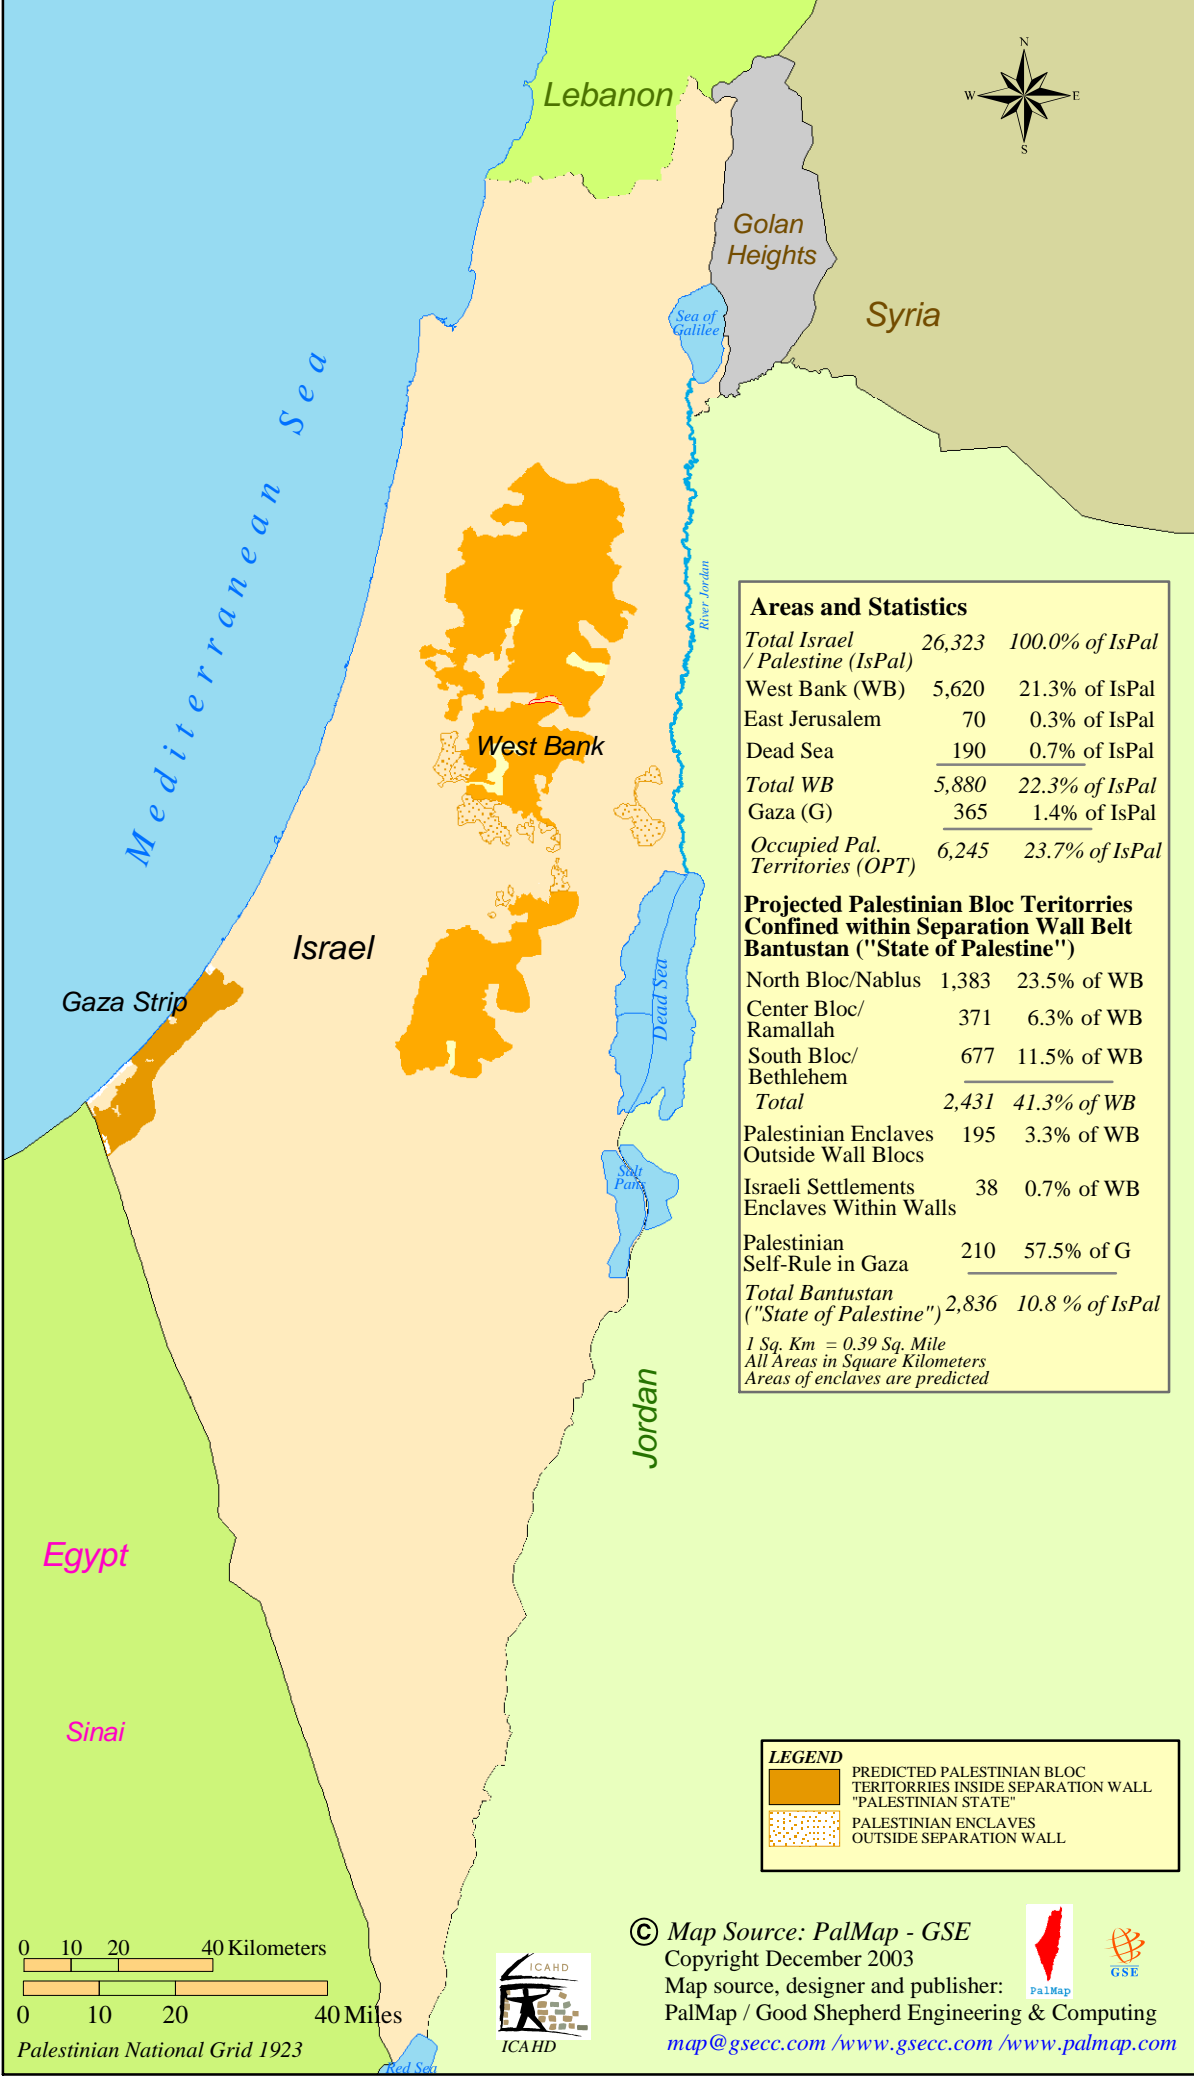 N
W E
S
Lebanon
Golan
Heights
Syria
Sea of
Galilee
Mediterranean Sea
River Jordan
West Bank
Israel
Gaza Strip
Dead Sea
Salt
Pans
Jordan
Egypt
Sinai
Red Sea
Areas and Statistics
Total Israel
/ Palestine (IsPal) 26,323 100.0% of IsPal
West Bank (WB) 5,620 21.3% of IsPal
East Jerusalem 70 0.3% of IsPal
Dead Sea 190 0.7% of IsPal
Total WB 5,880 22.3% of IsPal
Gaza (G) 365 1.4% of IsPal
Occupied Pal.
Territories (OPT) 6,245 23.7% of IsPal
Projected Palestinian Bloc Teritorries
Confined within Separation Wall Belt
Bantustan ("State of Palestine")
North Bloc/Nablus 1,383 23.5% of WB
Center Bloc/
Ramallah 371 6.3% of WB
South Bloc/
Bethlehem 677 11.5% of WB
Total 2,431 41.3% of WB
Palestinian Enclaves 195 3.3% of WB
Outside Wall Blocs
Israeli Settlements 38 0.7% of WB
Enclaves Within Walls
Palestinian
Self-Rule in Gaza 210 57.5% of G
Total Bantustan
("State of Palestine") 2,836 10.8 % of IsPal
1 Sq. Km = 0.39 Sq. Mile
All Areas in Square Kilometers
Areas of enclaves are predicted
LEGEND
PREDICTED PALESTINIAN BLOC
TERITORRIES INSIDE SEPARATION WALL
"PALESTINIAN STATE"
PALESTINIAN ENCLAVES
OUTSIDE SEPARATION WALL
0 10 20 40 Kilometers
0 10 20 40 Miles
Palestinian National Grid 1923
ICAHD
ICAHD
© Map Source: PalMap - GSE
Copyright December 2003
Map source, designer and publisher:
PalMap / Good Shepherd Engineering & Computing
map@gsecc.com /www.gsecc.com /www.palmap.com
PalMap
GSE